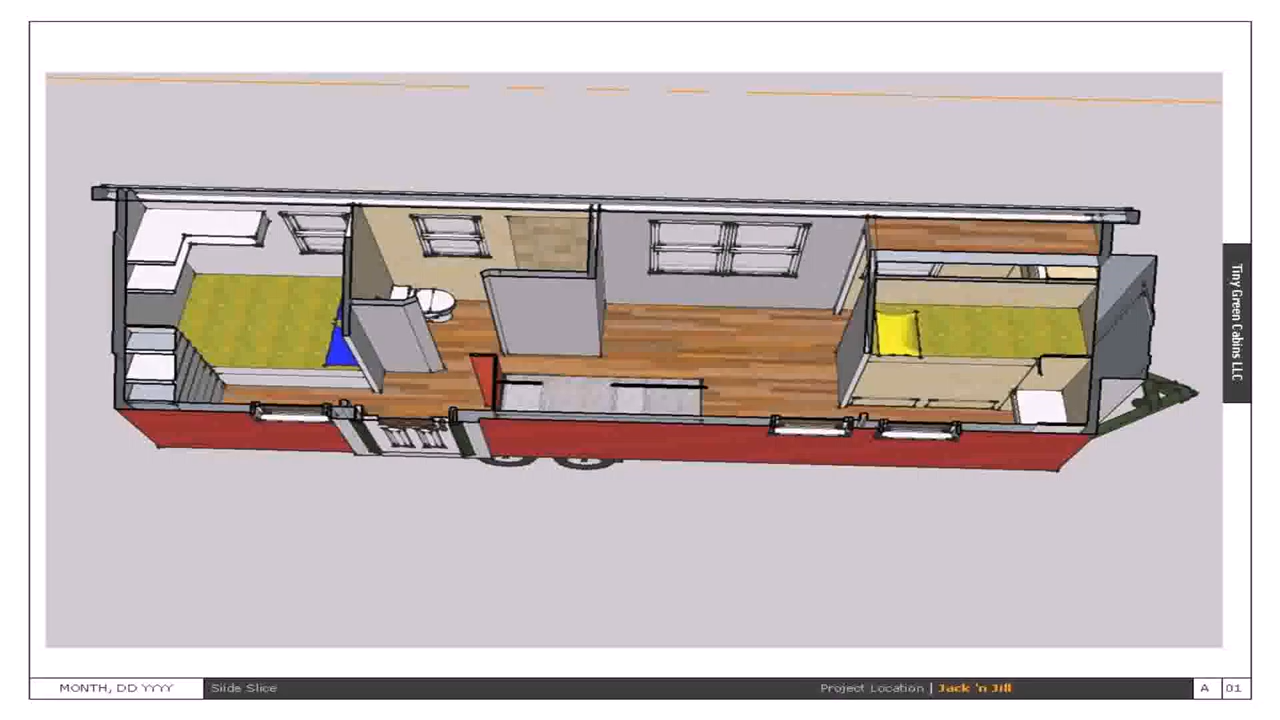 Tiny Green Cabins LLC
MONTH, DD YYYY
Side Slice
Project Location | Jack 'n Jill
A
01